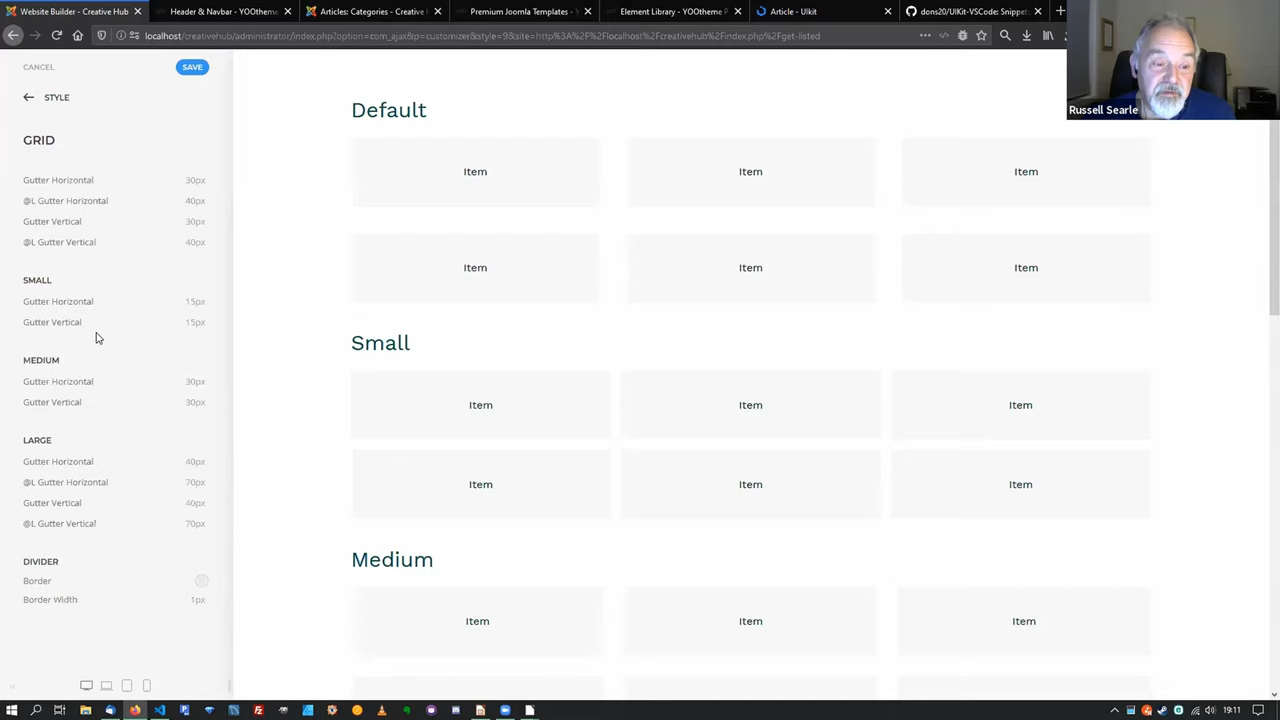 Website Builder - Creative Hub
Header & Navbar - YOOtheme
Articles: Categories - Creative H
Premium Joomla Templates - Y
Element Library - YOOtheme P
Article - UIkit
dons20/UIKit-VSCode: Snippets
localhost/creativehub/administrator/index.php?option=com_ajax&p=customizer&style=9&site=http%3A%2F%2Flocalhost%2Fcreativehub%2Findex.php%2Fget-listed
Russell Searle
CANCEL
SAVE
STYLE
GRID
Gutter Horizontal 30px
@L Gutter Horizontal 40px
Gutter Vertical 30px
@L Gutter Vertical 40px
SMALL
Gutter Horizontal 15px
Gutter Vertical 15px
MEDIUM
Gutter Horizontal 30px
Gutter Vertical 30px
LARGE
Gutter Horizontal 40px
@L Gutter Horizontal 70px
Gutter Vertical 40px
@L Gutter Vertical 70px
DIVIDER
Border
Border Width 1px
Default
Item Item Item
Item Item Item
Small
Item Item Item
Item Item Item
Medium
Item Item Item
19:11